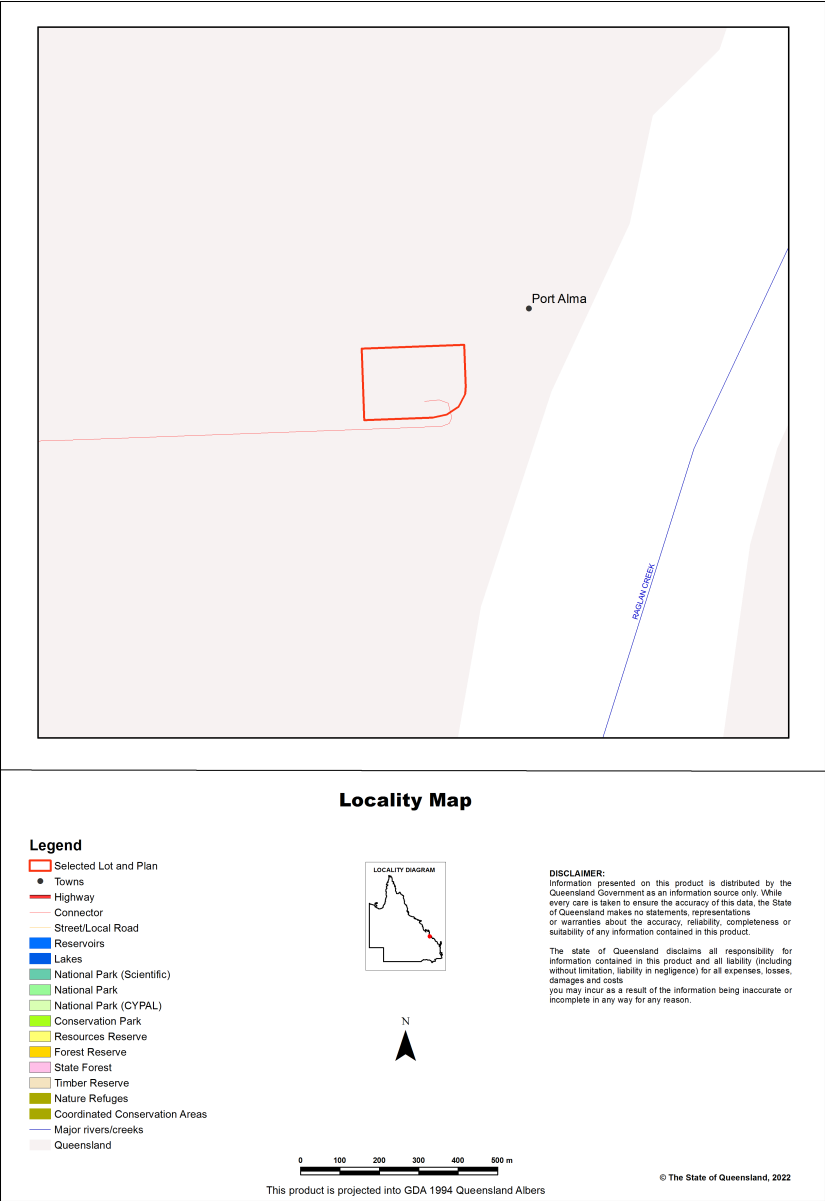 Port Alma
RAGLAN CREEK
Locality Map
Legend
Selected Lot and Plan
Towns
Highway
Connector
Street/Local Road
Reservoirs
Lakes
National Park (Scientific)
National Park
National Park (CYPAL)
Conservation Park
Resources Reserve
Forest Reserve
State Forest
Timber Reserve
Nature Refuges
Coordinated Conservation Areas
Major rivers/creeks
Queensland
LOCALITY DIAGRAM
N
DISCLAIMER:
Information presented on this product is distributed by the
Queensland Government as an information source only. While
every care is taken to ensure the accuracy of this data, the State
of Queensland makes no statements, representations
or warranties about the accuracy, reliability, completeness or
suitability of any information contained in this product.
The state of Queensland disclaims all responsibility for
information contained in this product and all liability (including
without limitation, liability in negligence) for all expenses, losses,
damages and costs
you may incur as a result of the information being inaccurate or
incomplete in any way for any reason.
0 100 200 300 400 500 m
This product is projected into GDA 1994 Queensland Albers
© The State of Queensland, 2022